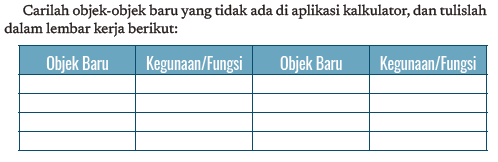 Carilah objek-objek baru yang tidak ada di aplikasi kalkulator, dan tulislah
dalam lembar kerja berikut:
Objek Baru Kegunaan/Fungsi Objek Baru Kegunaan/Fungsi